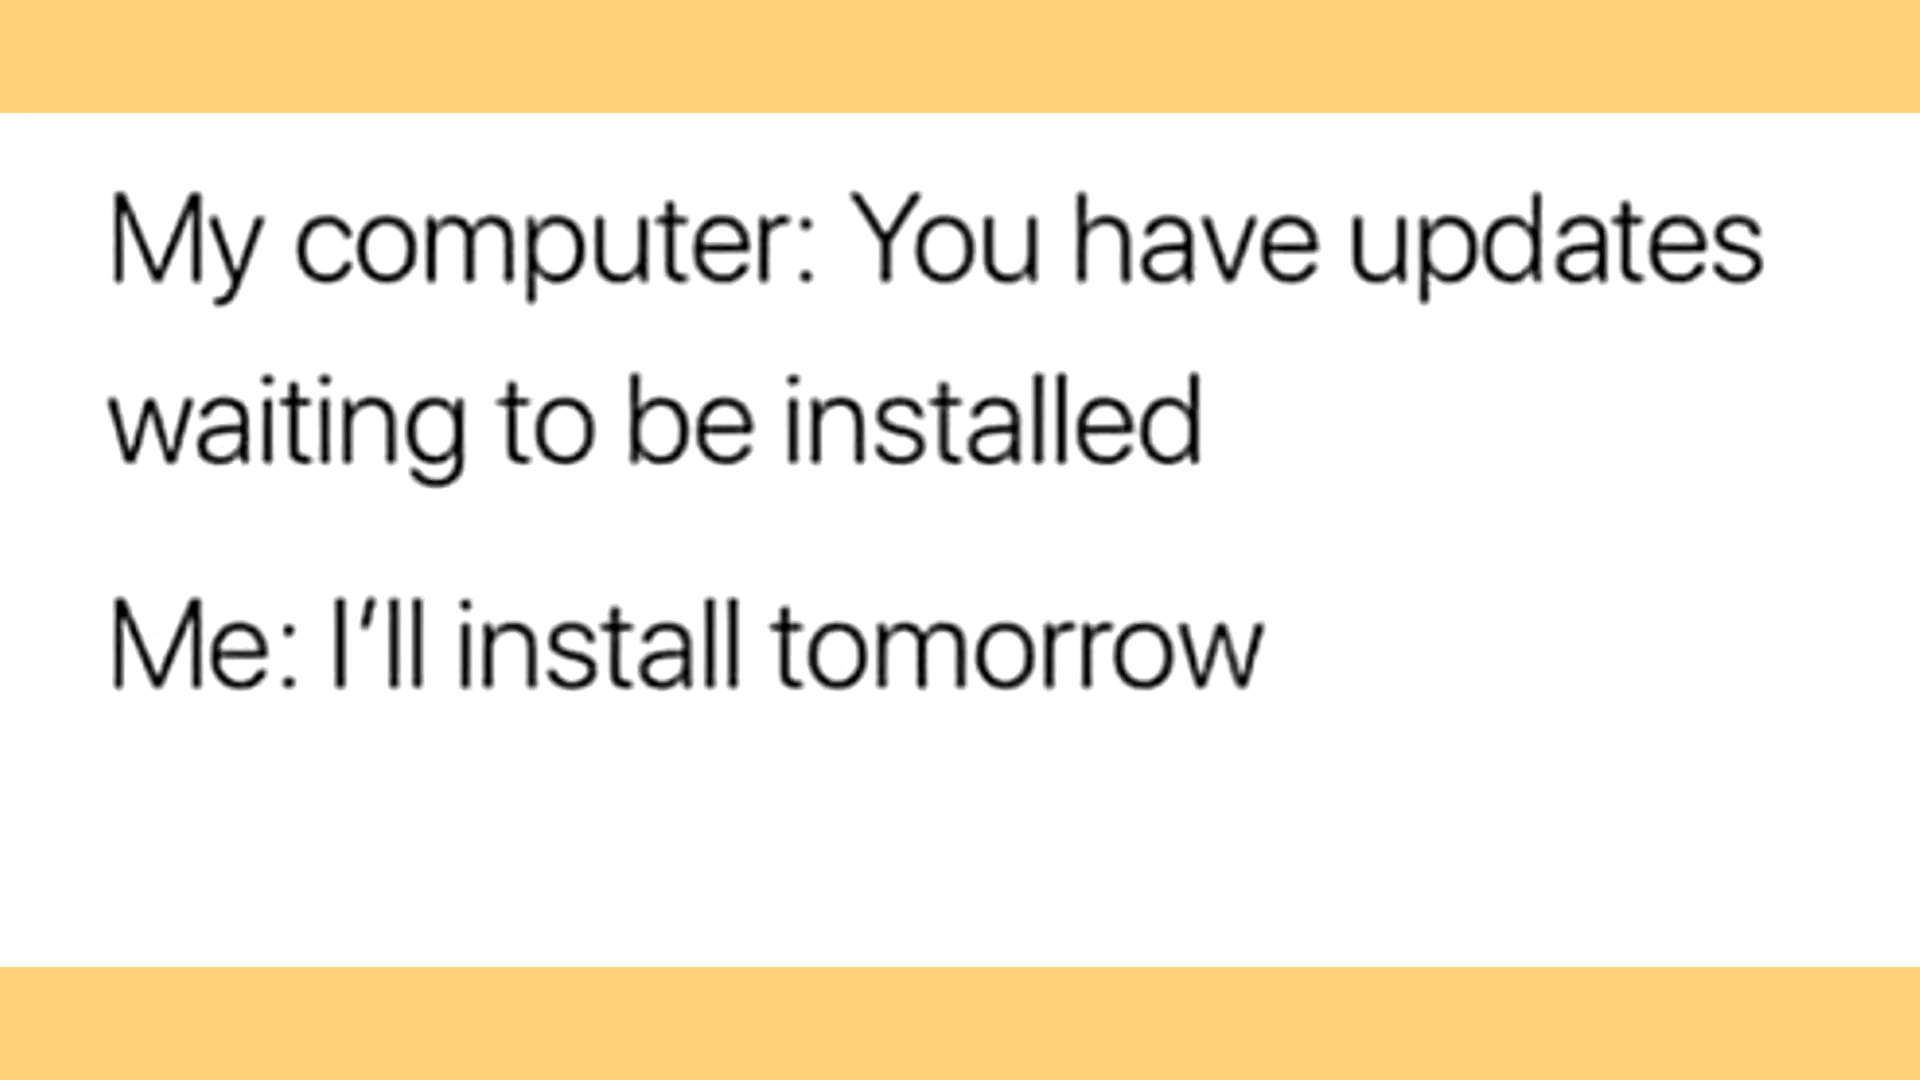 My computer: You have updates
waiting to be installed
Me: I’ll install tomorrow